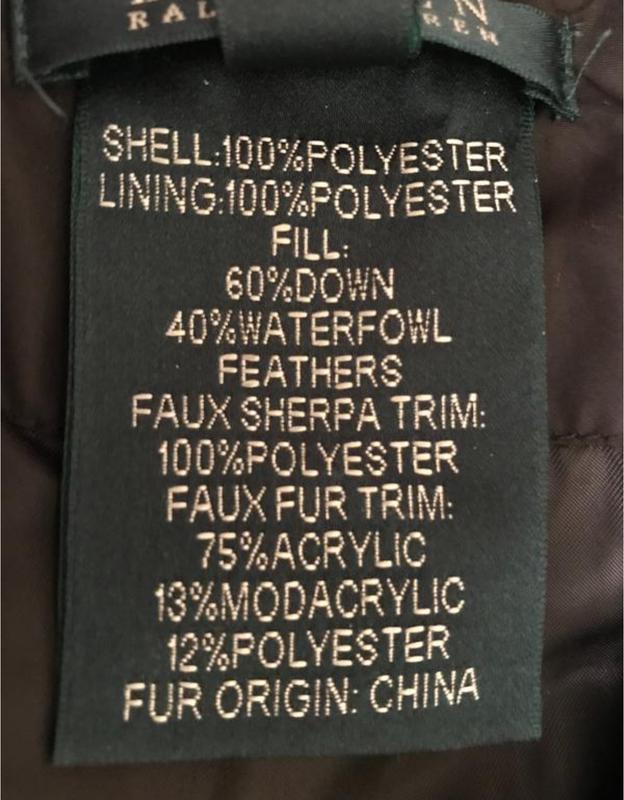 SHELL:100%POLYESTER
LINING:100%POLYESTER
FILL:
60%DOWN
40%WATERFOWL
FEATHERS
FAUX SHERPA TRIM:
100%POLYESTER
FAUX FUR TRIM:
75%ACRYLIC
13%MODACRYLIC
12%POLYESTER
FUR ORIGIN: CHINA